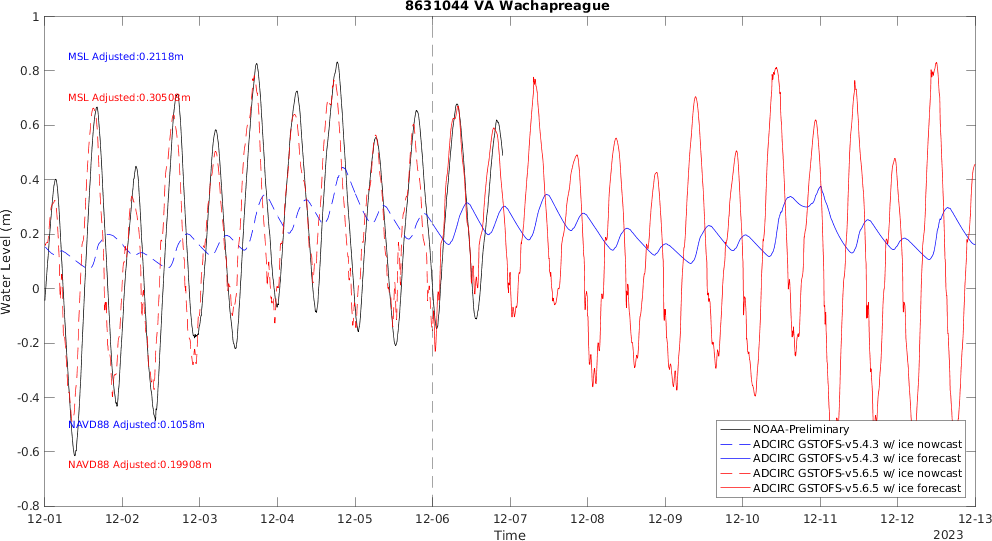 8631044 VA Wachapreague
1
0.8
0.6
0.4
0.2
0
-0.2
-0.4
-0.6
-0.8
Water Level (m)
MSL Adjusted:0.2118m
MSL Adjusted:0.30508m
NAVD88 Adjusted:0.1058m
NAVD88 Adjusted:0.19908m
NOAA-Preliminary
ADCIRC GSTOFS-v5.4.3 w/ ice nowcast
ADCIRC GSTOFS-v5.4.3 w/ ice forecast
ADCIRC GSTOFS-v5.6.5 w/ ice nowcast
ADCIRC GSTOFS-v5.6.5 w/ ice forecast
12-01 12-02 12-03 12-04 12-05 12-06 12-07 12-08 12-09 12-10 12-11 12-12 12-13
Time
2023